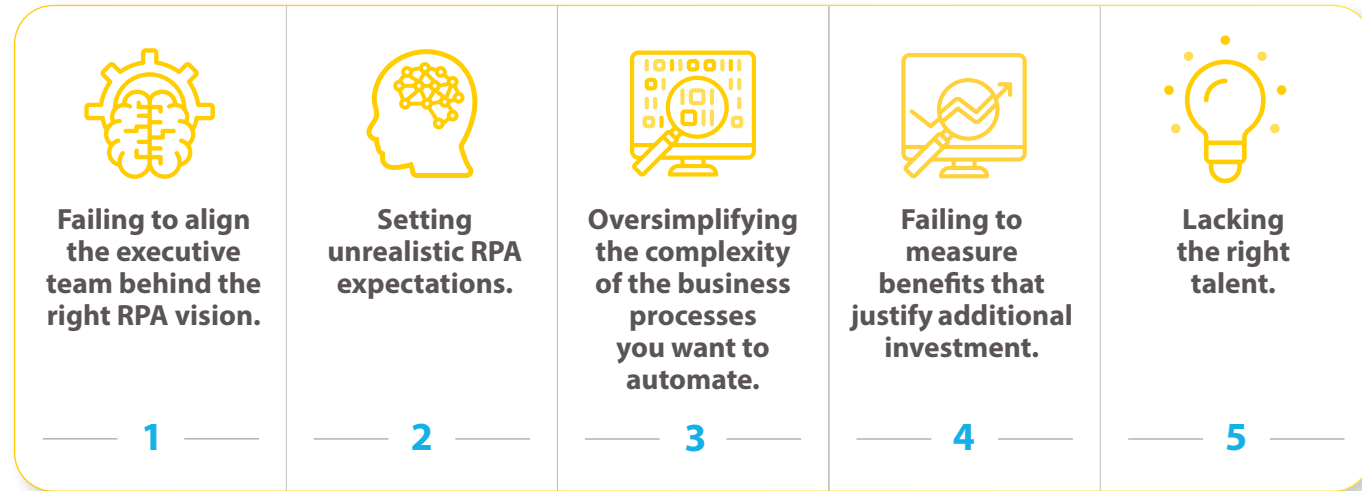 Failing to align
the executive
team behind the
right RPA vision.
1
Setting
unrealistic RPA
expectations.
2
Oversimplifying
the complexity
of the business
processes
you want to
automate.
3
Failing to
measure
benefits that
justify additional
investment.
4
Lacking
the right
talent.
5